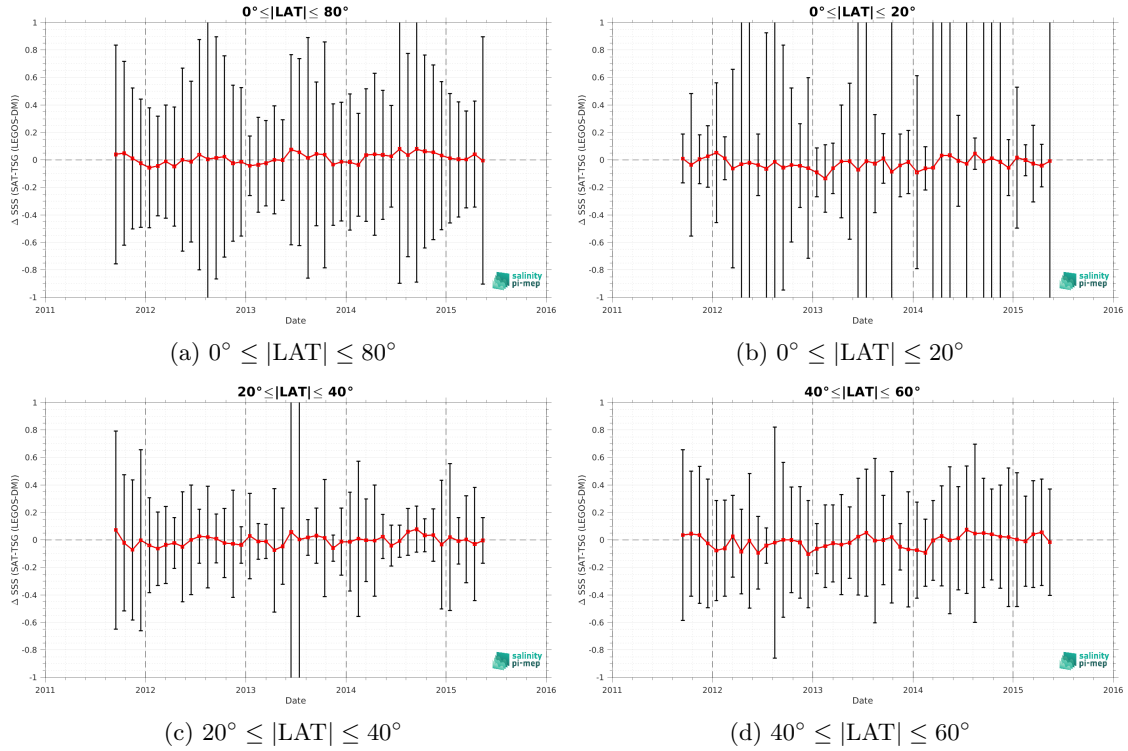 0°≤|LAT|≤ 80°
1
0.8
0.6
0.4
0.2
0
-0.2
-0.4
-0.6
-0.8
-1
Δ SSS (SAT-TSG (LEGOS-DM))
salinity
pi-mep
2011 2012 2013 2014 2015 2016
Date
(a) 0° ≤ |LAT| ≤ 80°
0°≤|LAT|≤ 20°
1
0.8
0.6
0.4
0.2
0
-0.2
-0.4
-0.6
-0.8
-1
Δ SSS (SAT-TSG (LEGOS-DM))
salinity
pi-mep
2011 2012 2013 2014 2015 2016
Date
(b) 0° ≤ |LAT| ≤ 20°
20°≤|LAT|≤ 40°
1
0.8
0.6
0.4
0.2
0
-0.2
-0.4
-0.6
-0.8
-1
Δ SSS (SAT-TSG (LEGOS-DM))
salinity
pi-mep
2011 2012 2013 2014 2015 2016
Date
(c) 20° ≤ |LAT| ≤ 40°
40°≤|LAT|≤ 60°
1
0.8
0.6
0.4
0.2
0
-0.2
-0.4
-0.6
-0.8
-1
Δ SSS (SAT-TSG (LEGOS-DM))
salinity
pi-mep
2011 2012 2013 2014 2015 2016
Date
(d) 40° ≤ |LAT| ≤ 60°